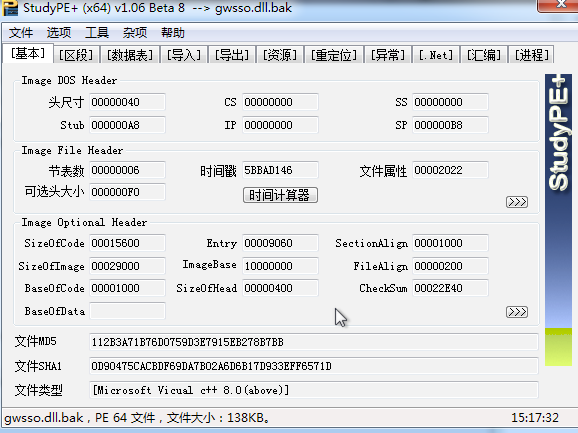 StudyPE+ (x64) v1.06 Beta 8 --> gwsso.dll.bak
文件 选项 工具 杂项 帮助
[基本] [区段] [数据表] [导入] [导出] [资源] [重定位] [异常] [.Net] [汇编] [进程]
Image DOS Header
头尺寸 00000040 CS 00000000 SS 00000000
Stub 000000A8 IP 00000000 SP 000000B8
Image File Header
节表数 00000006 时间戳 5BBAD146 文件属性 00002022
可选头大小 000000F0 时间计算器 >>>
Image Optional Header
SizeOfCode 00015600 Entry 00009060 SectionAlign 00001000
SizeOfImage 00029000 ImageBase 10000000 FileAlign 00000200
BaseOfCode 00001000 SizeOfHead 00000400 CheckSum 00022E40
BaseOfData >>>
文件MD5 112B3A71B76D0759D3E7915EB278B7BB
文件SHA1 0D90475CACBDF69DA7B02A6D6B17D933EFF6571D
文件类型 [Microsoft Vicual c++ 8.0(above)]
gwsso.dll.bak , PE 64 文件 , 文件大小 : 138KB。 15:17:32
StudyPE+